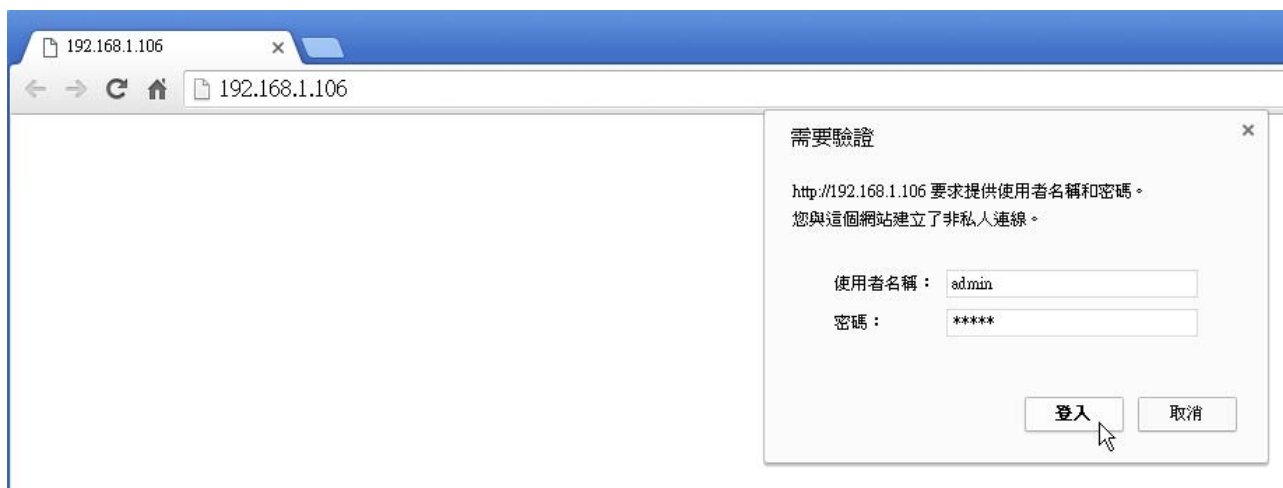 192.168.1.106
192.168.1.106
需要驗證
http://192.168.1.106 要求提供使用者名稱和密碼。
您與這個網站建立了非私人連線。
使用者名稱： admin
密碼： *****
登入 取消